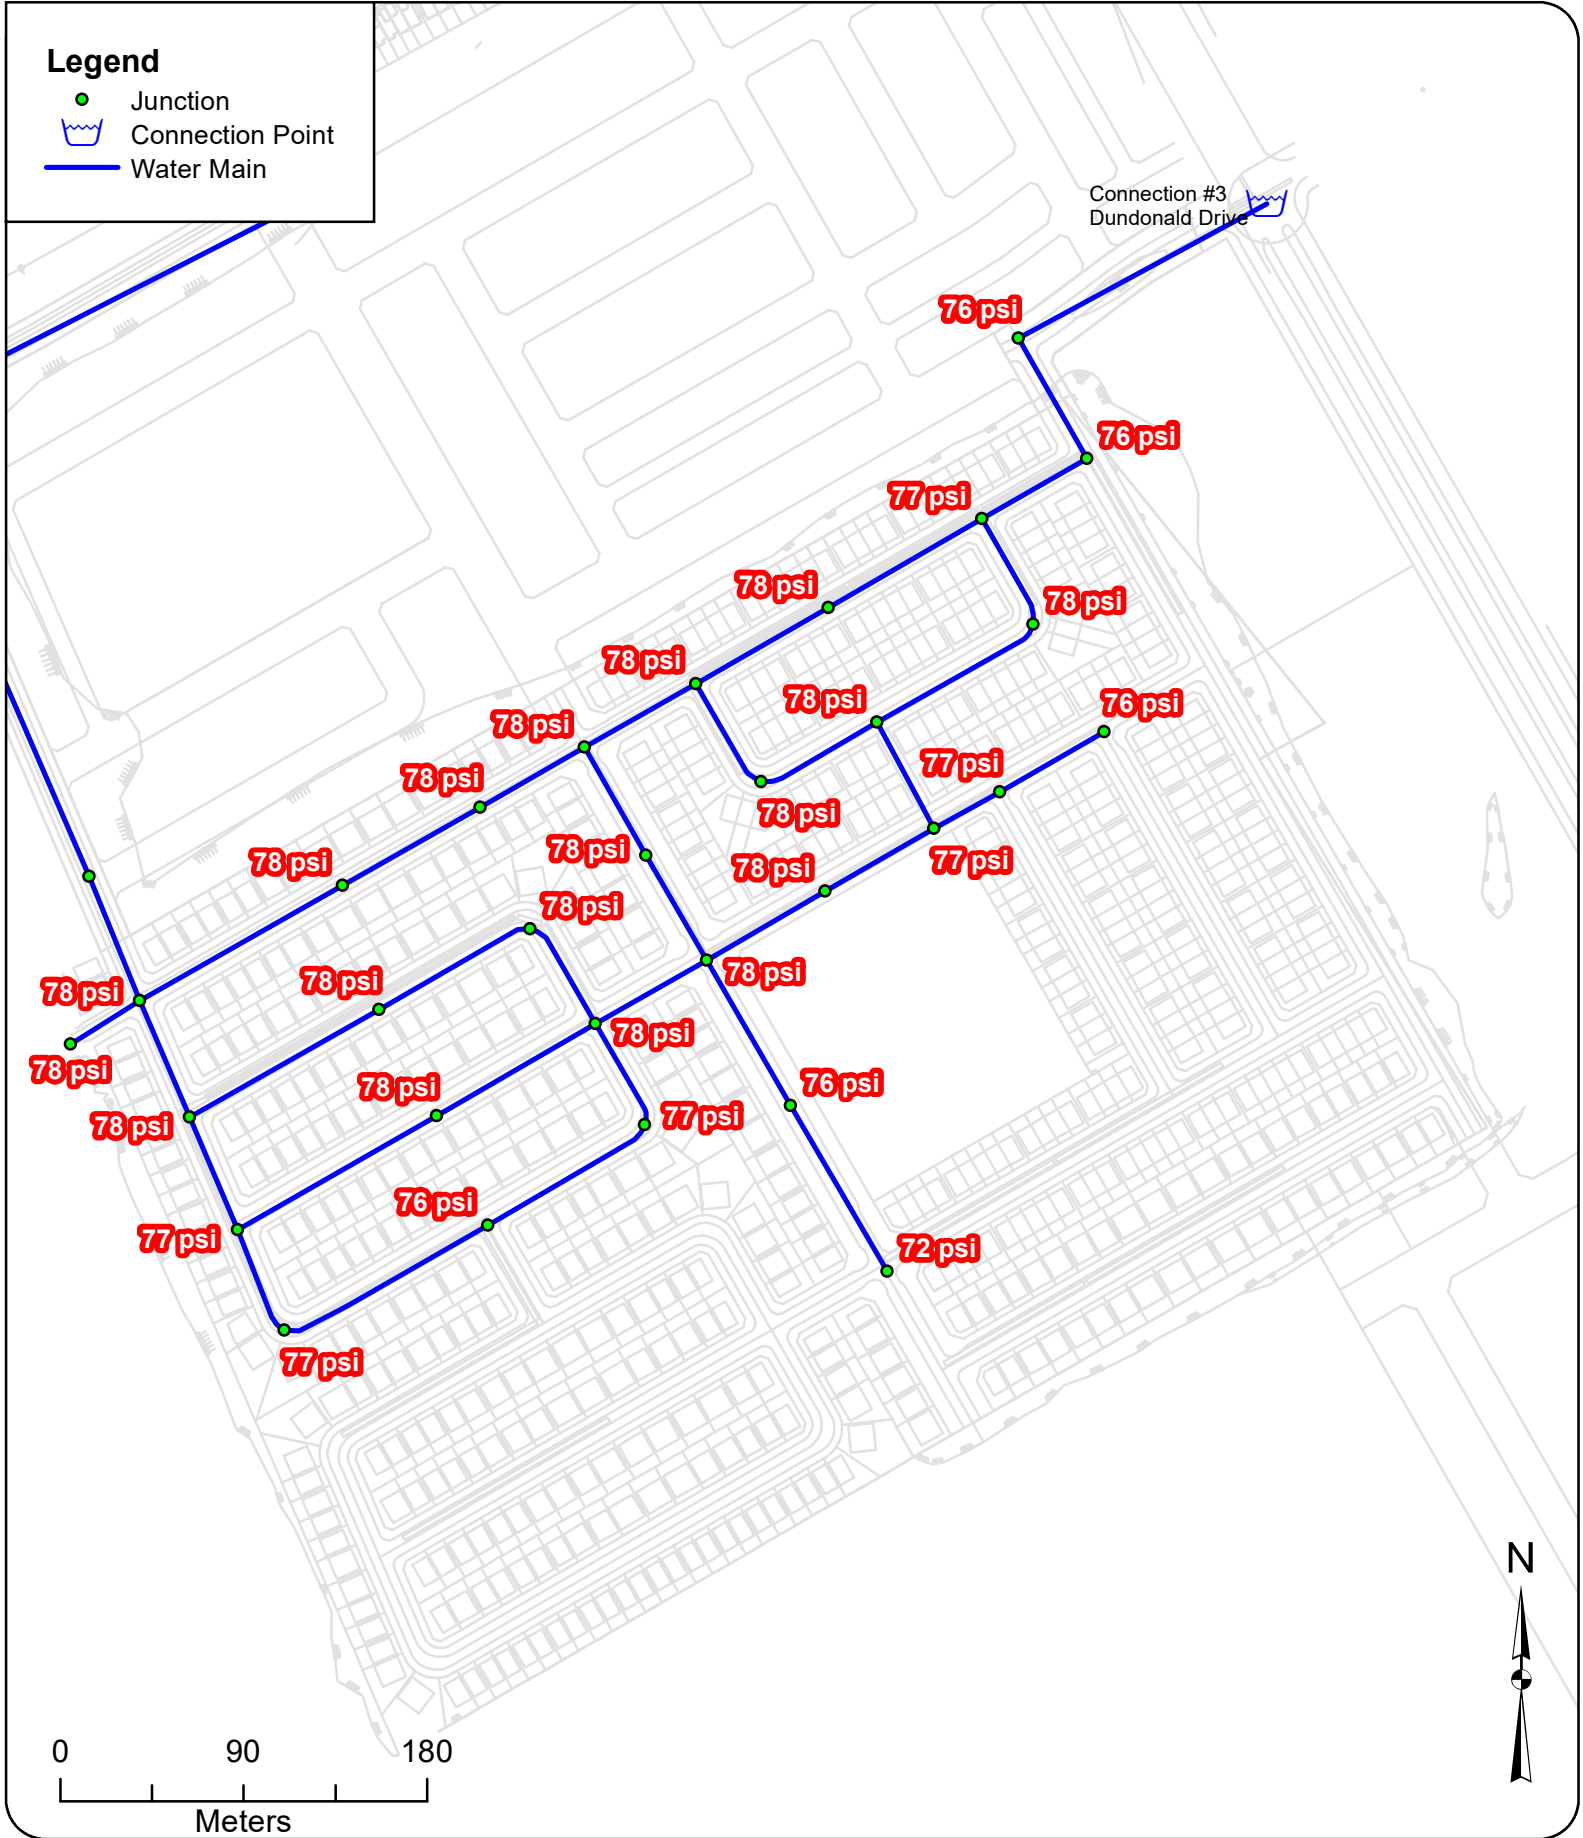 Legend
Junction
Connection Point
Water Main
Connection #3
Dundonald Drive
76 psi
76 psi
77 psi
78 psi
78 psi
78 psi
78 psi
76 psi
78 psi
77 psi
78 psi
78 psi
78 psi
78 psi
77 psi
78 psi
78 psi
78 psi
78 psi
78 psi
78 psi
78 psi
76 psi
78 psi
77 psi
78 psi
76 psi
77 psi
72 psi
77 psi
N
0 90 180
Meters